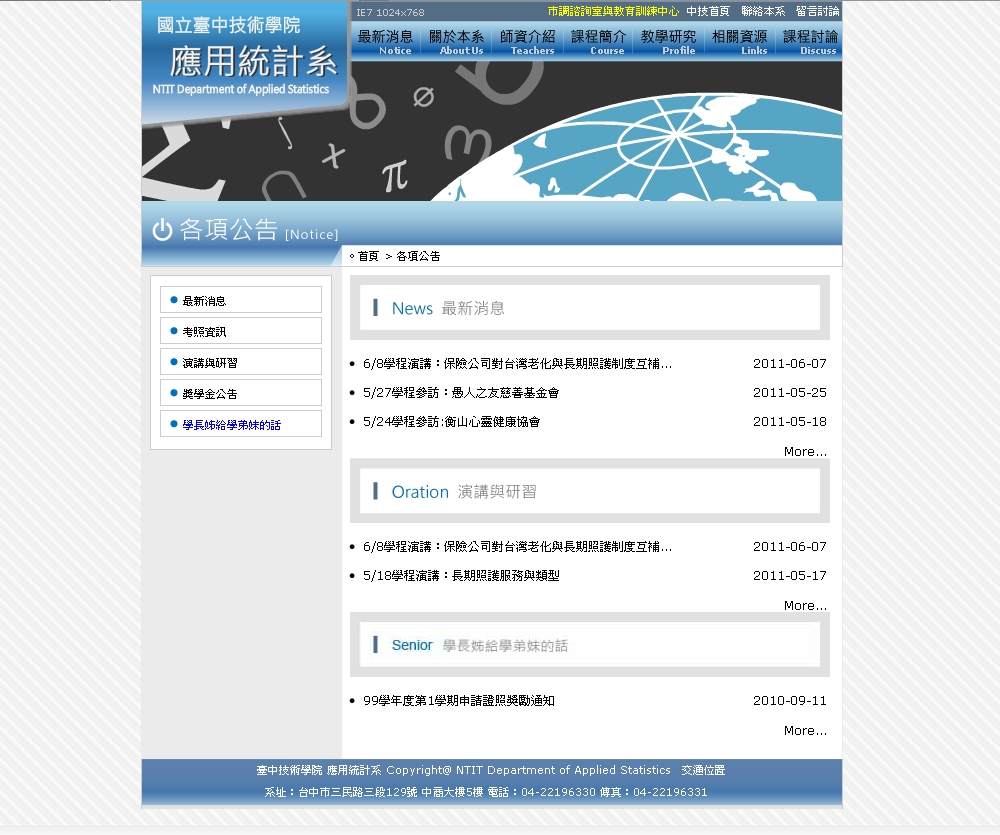 IE7 1024x768
市調諮詢室與教育訓練中心 中技首頁 聯絡本系 留言討論
國立臺中技術學院
應用統計系
NTIT Department of Applied Statistics
最新消息 關於本系 師資介紹 課程簡介 教學研究 相關資源 課程討論
Notice About Us Teachers Course Profile Links Discuss
各項公告 [Notice]
首頁 > 各項公告
最新消息
考照資訊
演講與研習
獎學金公告
學長姊給學弟妹的話
News 最新消息
6/8學程演講：保險公司對台灣老化與長期照護制度互補... 2011-06-07
5/27學程參訪：愚人之友慈善基金會 2011-05-25
5/24學程參訪:衡山心靈健康協會 2011-05-18
More...
Oration 演講與研習
6/8學程演講：保險公司對台灣老化與長期照護制度互補... 2011-06-07
5/18學程演講：長期照護服務與類型 2011-05-17
More...
Senior 學長姊給學弟妹的話
99學年度第1學期申請證照獎勵通知 2010-09-11
More...
臺中技術學院 應用統計系 Copyright@ NTIT Department of Applied Statistics 交通位置
系址：台中市三民路三段129號 中商大樓5樓 電話：04-22196330 傳真：04-22196331